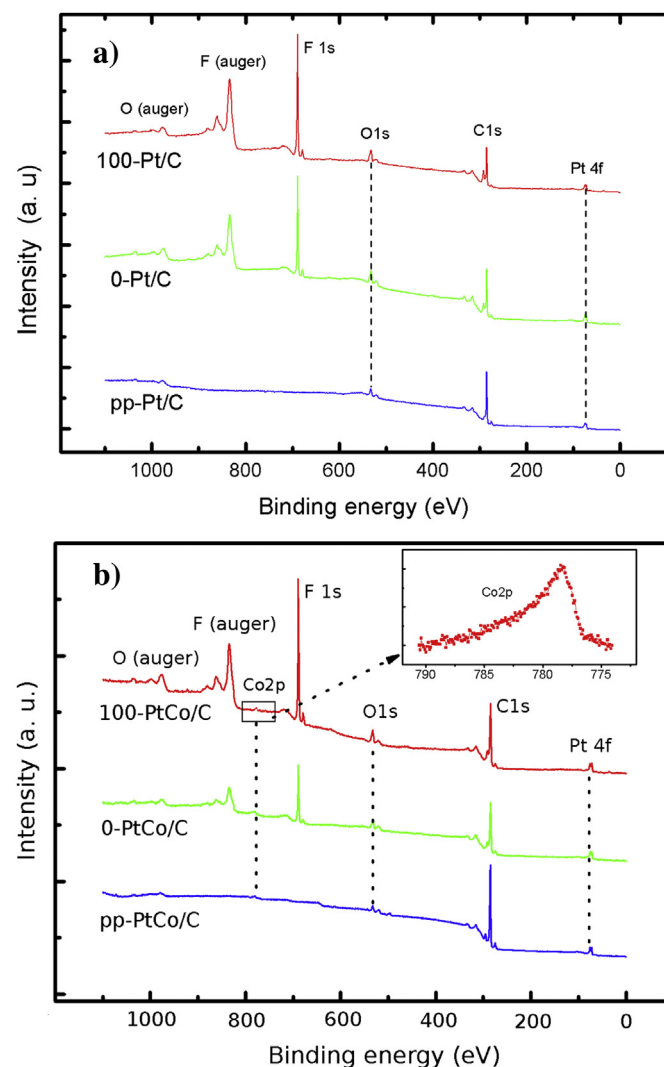 a)
F 1s
F (auger)
O (auger)
O1s
C1s
Pt 4f
100-Pt/C
0-Pt/C
pp-Pt/C
Intensity (a. u)
1000 800 600 400 200 0
Binding energy (eV)
b)
F 1s
F (auger)
O (auger)
Co2p
O1s
C1s
Pt 4f
Co2p
790 785 780 775
100-PtCo/C
0-PtCo/C
pp-PtCo/C
Intensity (a. u.)
1000 800 600 400 200 0
Binding energy (eV)